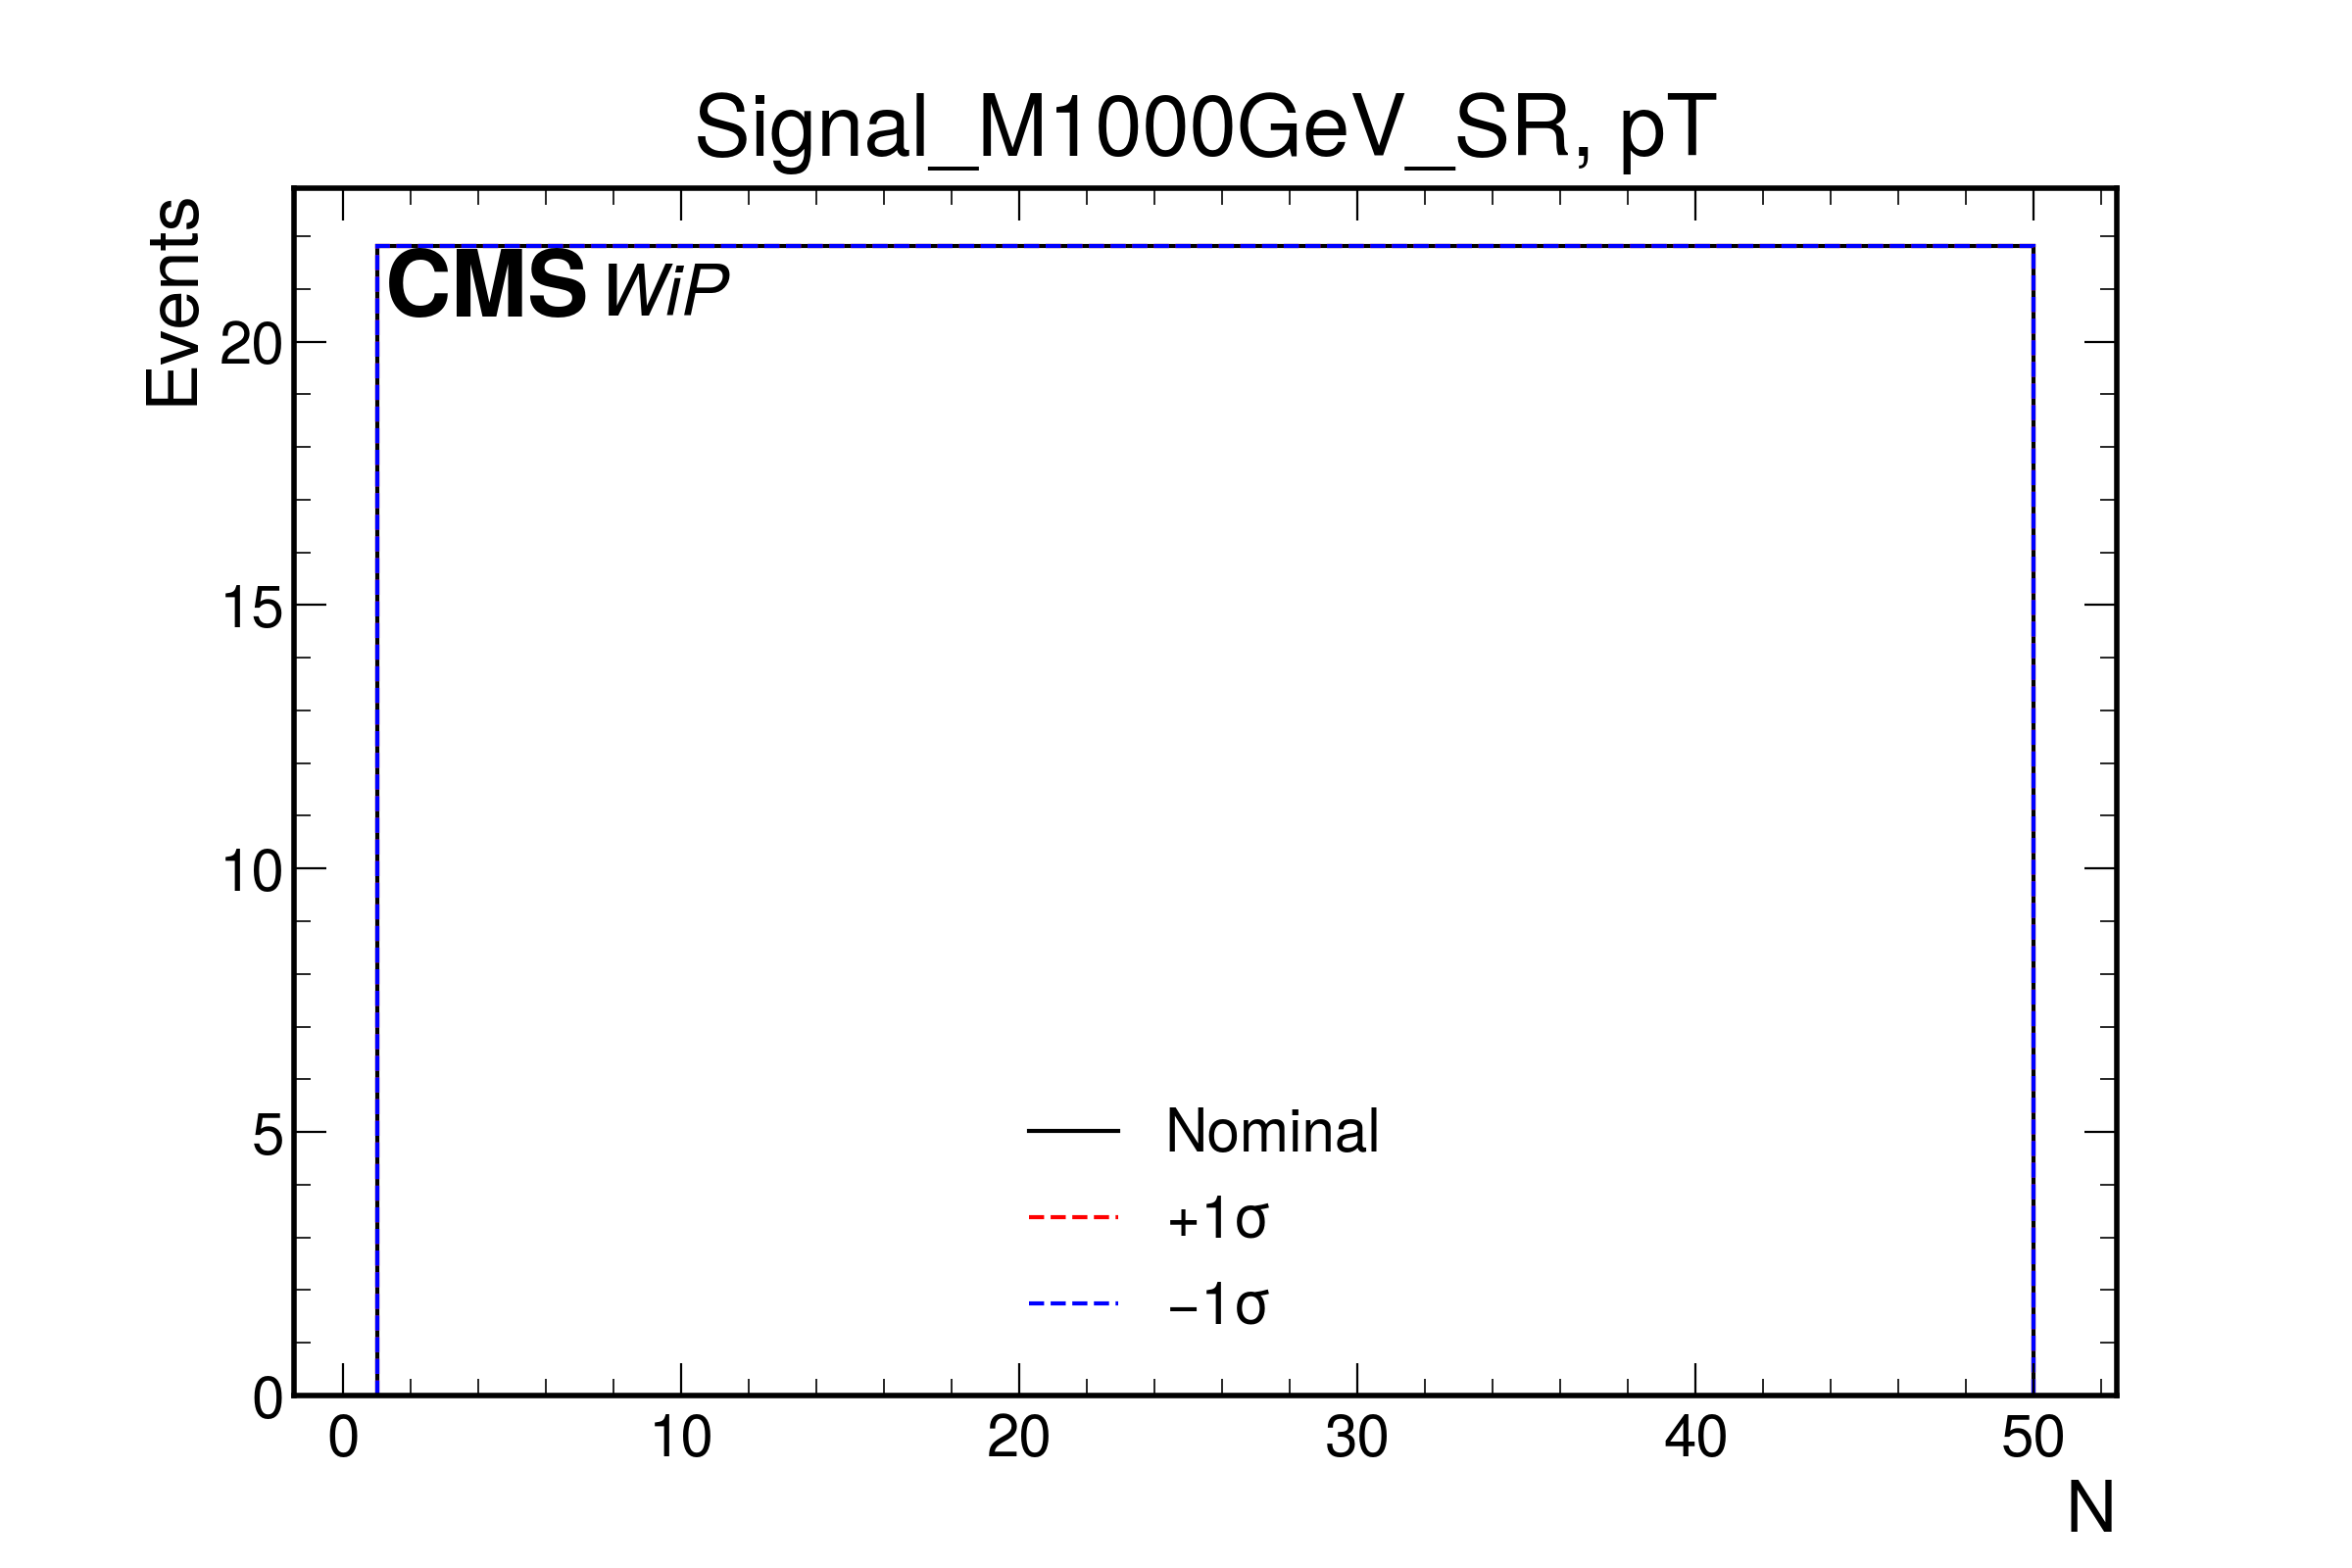 Signal_M1000GeV_SR, pT
Events
CMS WiP
20
15
10
5
0
Nominal
+1σ
−1σ
0 10 20 30 40 50
N